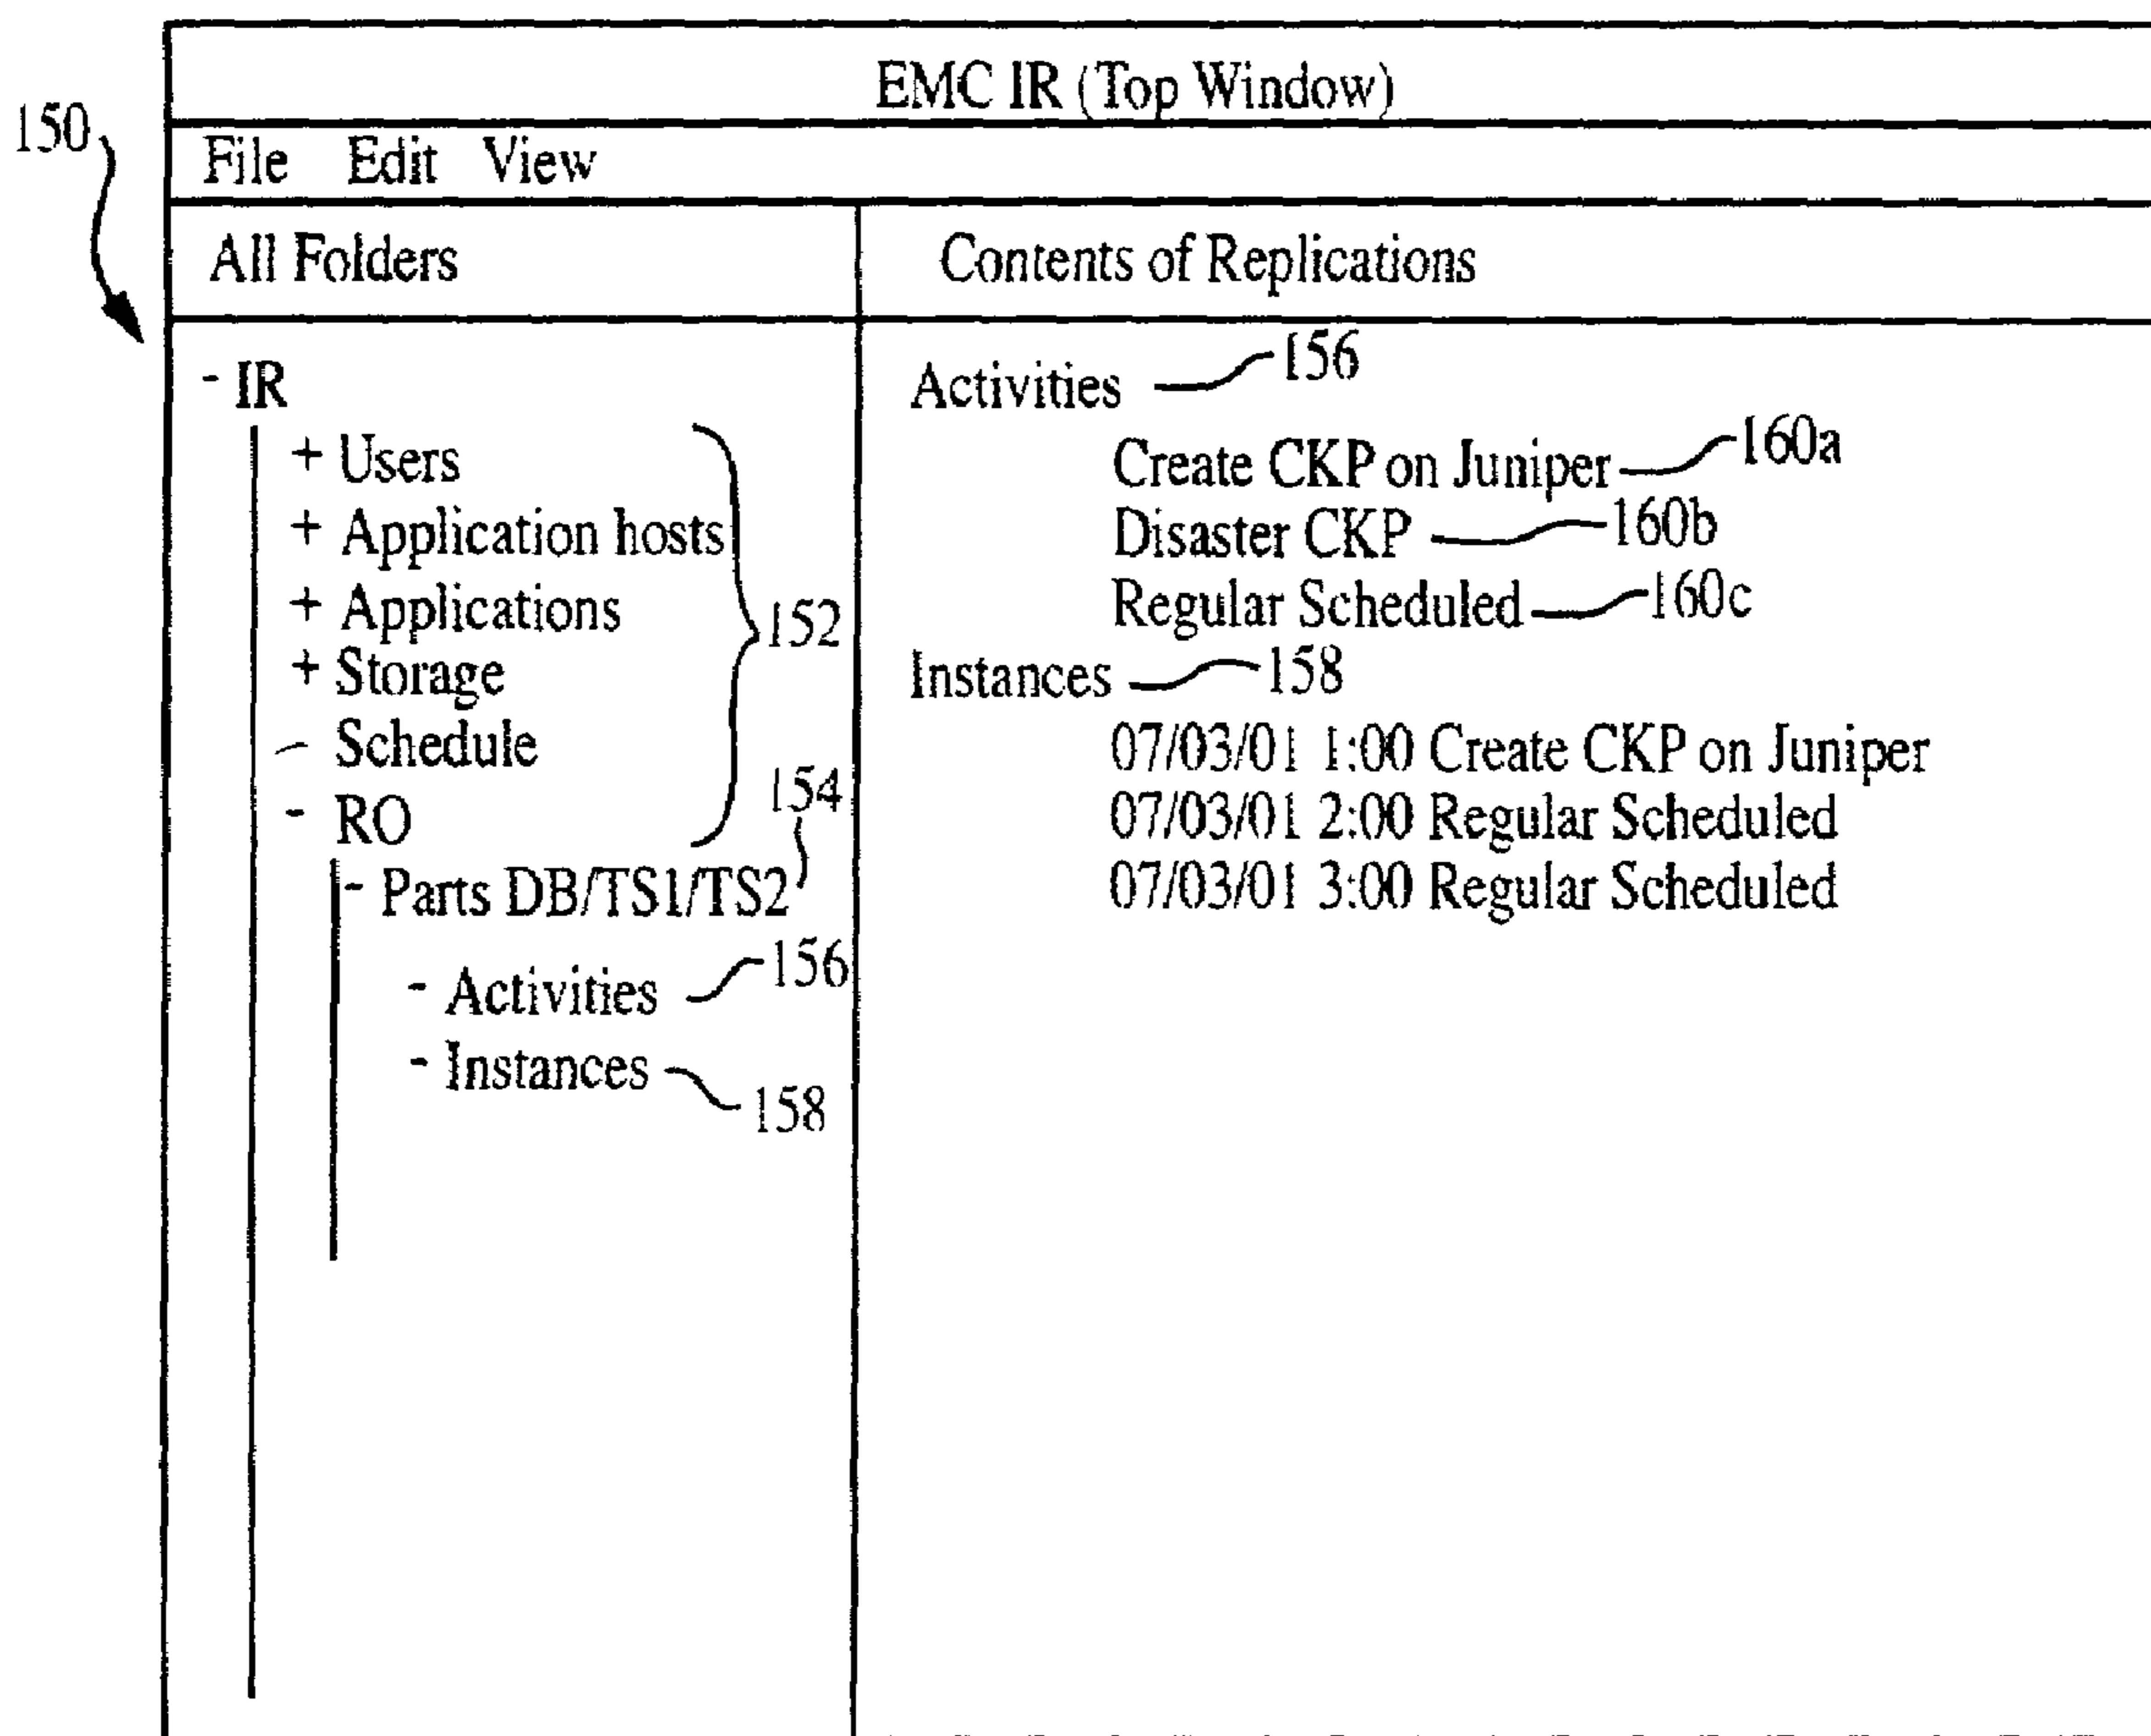 EMC IR (Top Window)
150
File Edit View
All Folders
Contents of Replications
- IR
+ Users
+ Application hosts
+ Applications
+ Storage
- Schedule
- RO
152
154
- Parts DB/TS1/TS2
- Activities 156
- Instances 158
Activities 156
Create CKP on Juniper 160a
Disaster CKP 160b
Regular Scheduled 160c
Instances 158
07/03/01 1:00 Create CKP on Juniper
07/03/01 2:00 Regular Scheduled
07/03/01 3:00 Regular Scheduled